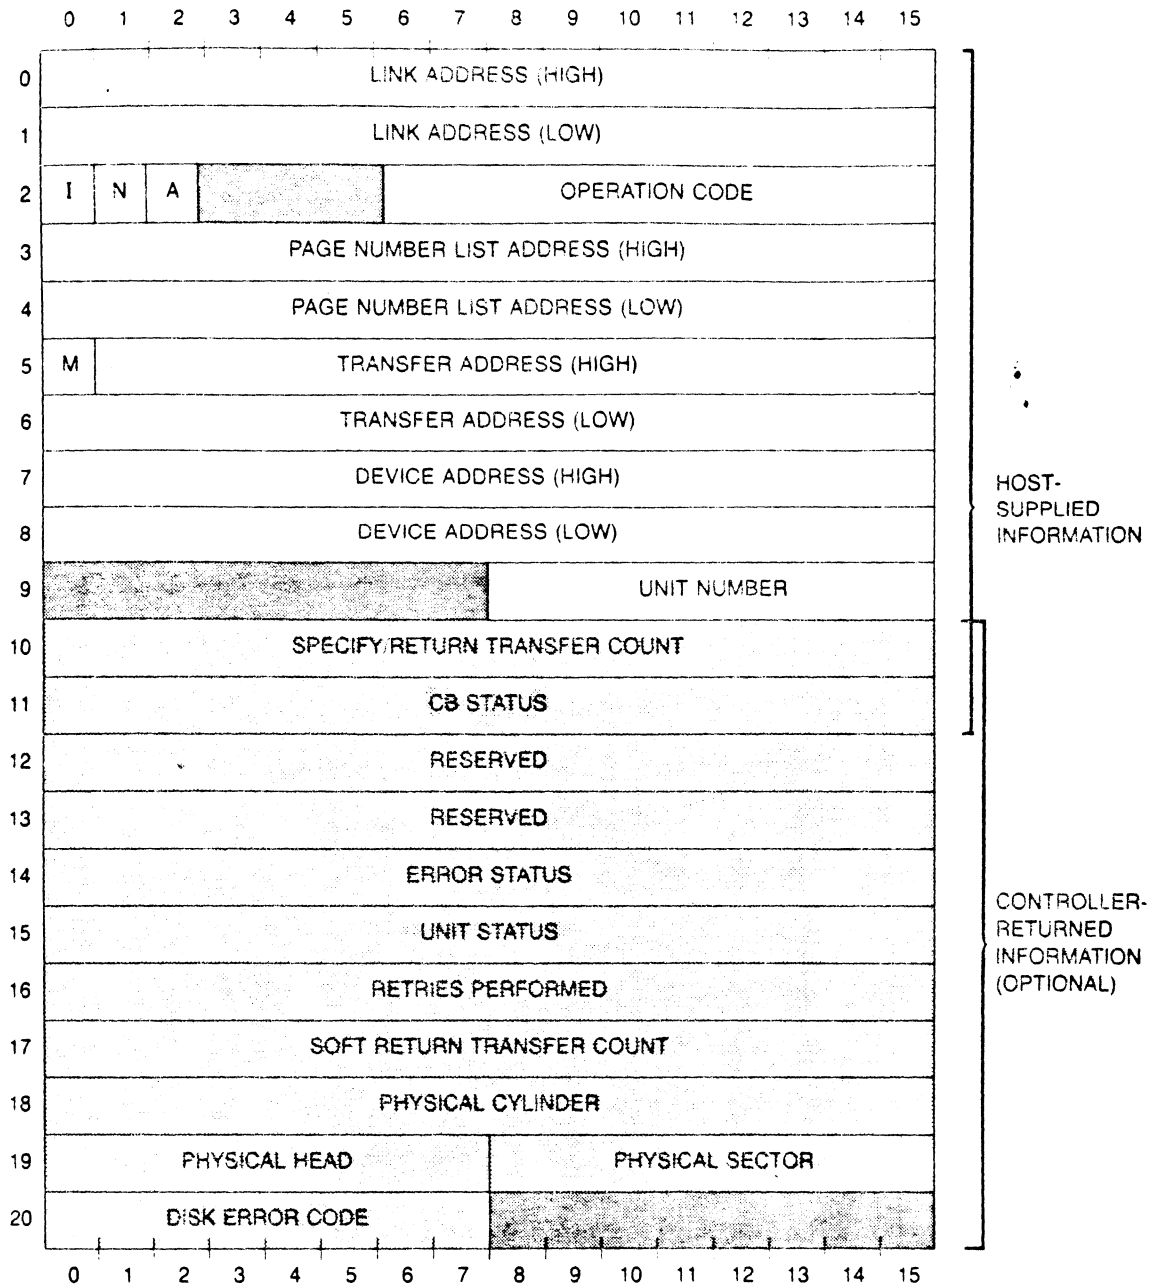 0 1 2 3 4 5 6 7 8 9 10 11 12 13 14 15
0 LINK ADDRESS (HIGH)
1 LINK ADDRESS (LOW)
2 I N A OPERATION CODE
3 PAGE NUMBER LIST ADDRESS (HIGH)
4 PAGE NUMBER LIST ADDRESS (LOW)
5 M TRANSFER ADDRESS (HIGH)
6 TRANSFER ADDRESS (LOW)
7 DEVICE ADDRESS (HIGH)
8 DEVICE ADDRESS (LOW)
9 UNIT NUMBER
HOST-
SUPPLIED
INFORMATION
10 SPECIFY/RETURN TRANSFER COUNT
11 CB STATUS
12 RESERVED
13 RESERVED
14 ERROR STATUS
15 UNIT STATUS
16 RETRIES PERFORMED
17 SOFT RETURN TRANSFER COUNT
18 PHYSICAL CYLINDER
19 PHYSICAL HEAD PHYSICAL SECTOR
20 DISK ERROR CODE
CONTROLLER-
RETURNED
INFORMATION
(OPTIONAL)
0 1 2 3 4 5 6 7 8 9 10 11 12 13 14 15